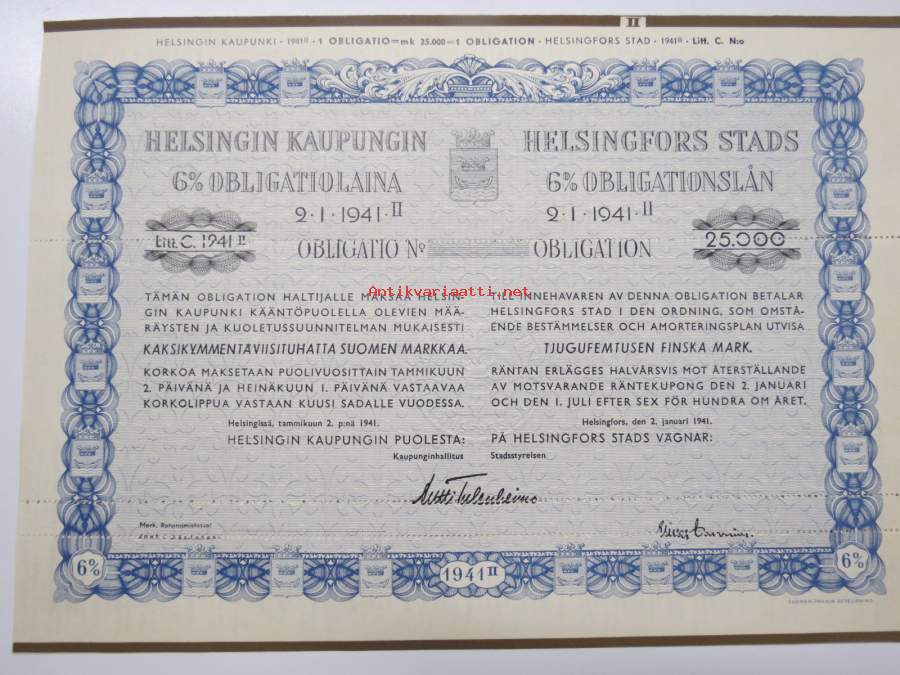 II
HELSINGIN KAUPUNKI · 1941II · 1 OBLIGATIO=mk 25.000=1 OBLIGATION · HELSINGFORS STAD · 1941II · Litt. C. N:o
HELSINGIN KAUPUNGIN
6% OBLIGATIOLAINA
2·I·1941·II
Litt. C. 1941 II
OBLIGATIO No
HELSINGFORS STADS
6% OBLIGATIONSLÅN
2·I·1941·II
OBLIGATION
25.000
Antikvariaatti.net
TÄMÄN OBLIGATION HALTIJALLE MAKSAA HELSIN-
GIN KAUPUNKI KÄÄNTÖPUOLELLA OLEVIEN MÄÄ-
RÄYSTEN JA KUOLETUSSUUNNITELMAN MUKAISESTI
KAKSIKYMMENTÄVIISITUHATTA SUOMEN MARKKAA.
KORKOA MAKSETAAN PUOLIVUOSITTAIN TAMMIKUUN
2. PÄIVÄNÄ JA HEINÄKUUN 1. PÄIVÄNÄ VASTAAVAA
KORKOLIPPUA VASTAAN KUUSI SADALLE VUODESSA.
Helsingissä, tammikuun 2. p:nä 1941.
HELSINGIN KAUPUNGIN PUOLESTA:
Kaupunginhallitus
TILL INNEHAVAREN AV DENNA OBLIGATION BETALAR
HELSINGFORS STAD I DEN ORDNING, SOM OMSTÅ-
ENDE BESTÄMMELSER OCH AMORTERINGSPLAN UTVISA
TJUGUFEMTUSEN FINSKA MARK.
RÄNTAN ERLÄGGES HALVÅRSVIS MOT ÅTERSTÄLLANDE
AV MOTSVARANDE RÄNTEKUPONG DEN 2. JANUARI
OCH DEN 1. JULI EFTER SEX FÖR HUNDRA OM ÅRET.
Helsingfors, den 2. januari 1941.
PÅ HELSINGFORS STADS VÄGNAR:
Stadsstyrelsen
Antti Tulenheimo
Merk. Rahatoimistossa:
6%
1941 II
6%
SUOMEN PANKIN SETELIPAINO